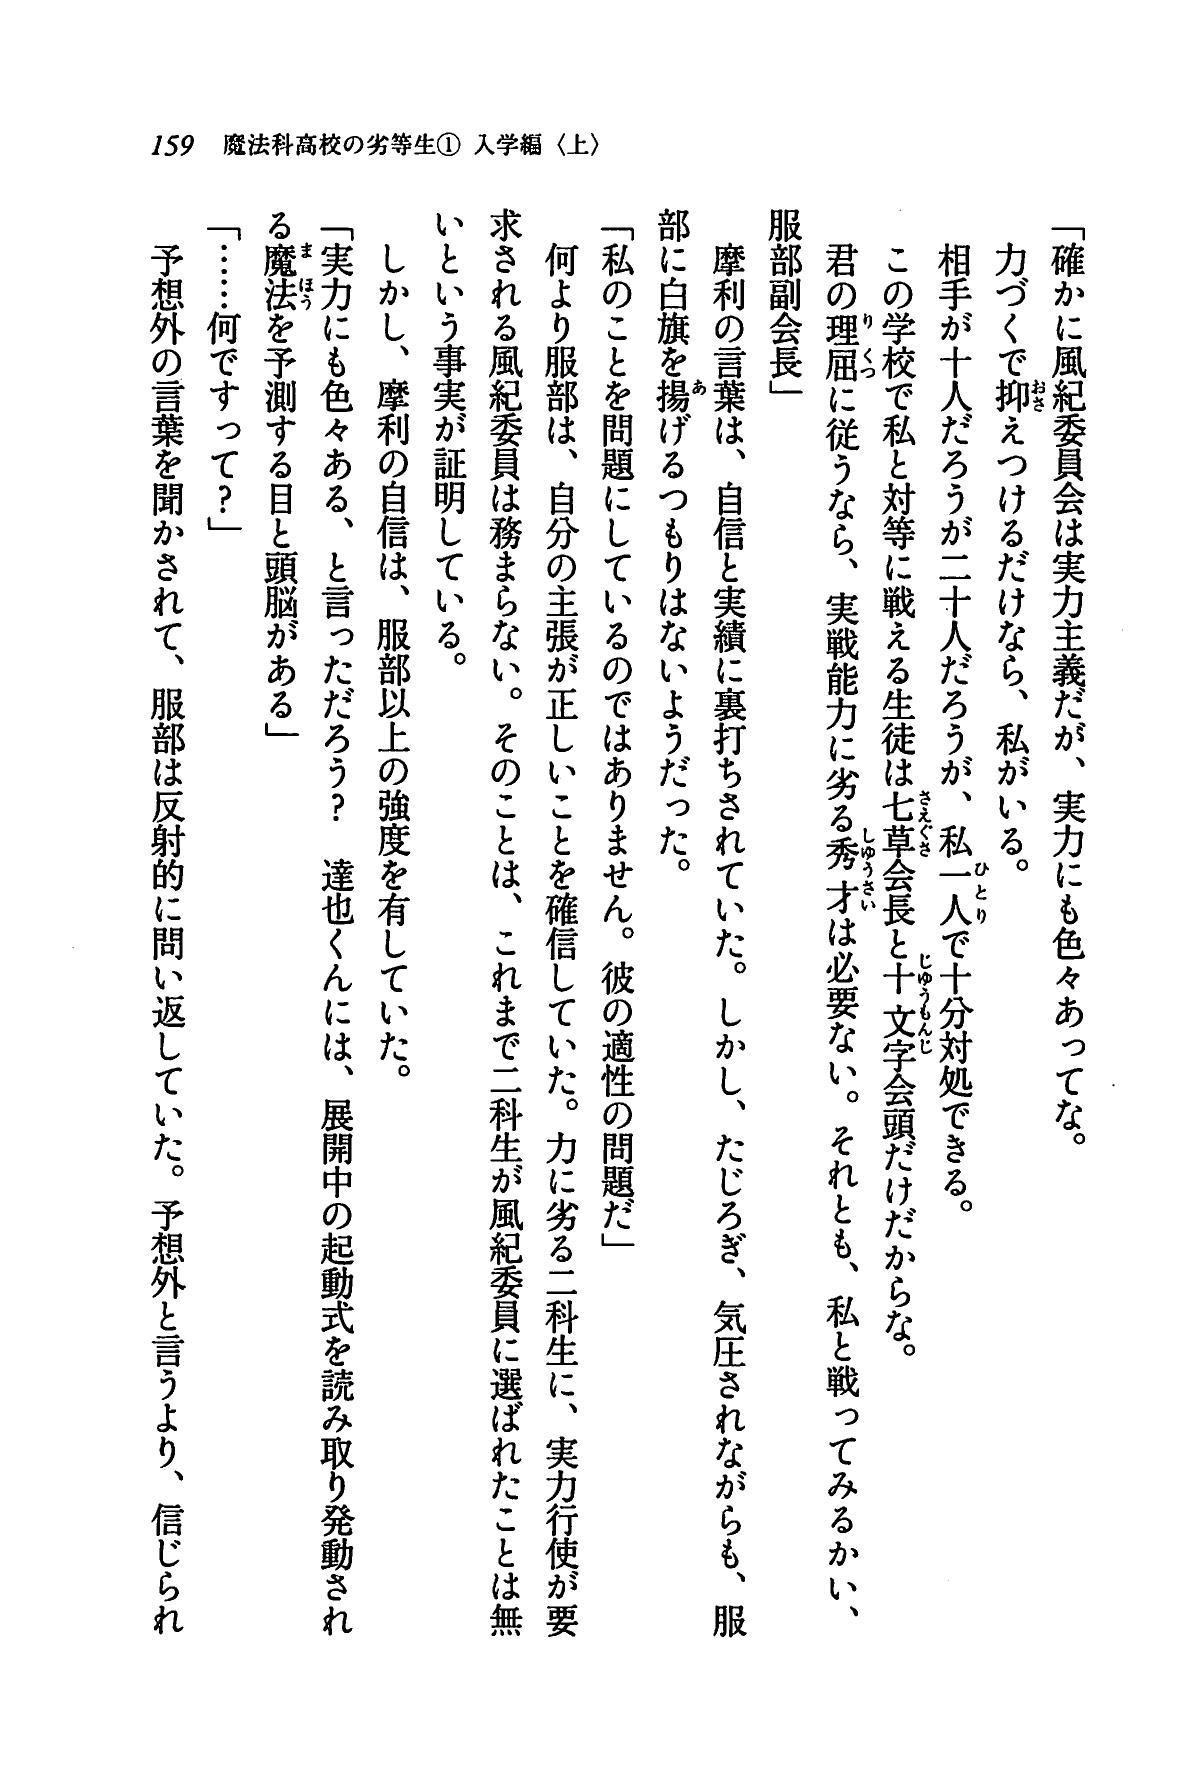 159 魔法科高校の劣等生① 入学編〈上〉
「確かに風紀委員会は実力主義だが、実力にも色々あってな。
力づくで抑えつけるだけなら、私がいる。
相手が十人だろうが二十人だろうが、私一人で十分対処できる。
この学校で私と対等に戦える生徒は七草会長と十文字会頭だけだからな。
君の理屈に従うなら、実戦能力に劣る秀才は必要ない。それとも、私と戦ってみるかい、
服部副会長」
摩利の言葉は、自信と実績に裏打ちされていた。しかし、たじろぎ、気圧されながらも、服
部に白旗を揚げるつもりはないようだった。
「私のことを問題にしているのではありません。彼の適性の問題だ」
何より服部は、自分の主張が正しいことを確信していた。力に劣る二科生に、実力行使が要
求される風紀委員は務まらない。そのことは、これまで二科生が風紀委員に選ばれたことは無
いという事実が証明している。
しかし、摩利の自信は、服部以上の強度を有していた。
「実力にも色々ある、と言っただろう? 達也くんには、展開中の起動式を読み取り発動され
る魔法を予測する目と頭脳がある」
「……何ですって?」
予想外の言葉を聞かされて、服部は反射的に問い返していた。予想外と言うより、信じられ